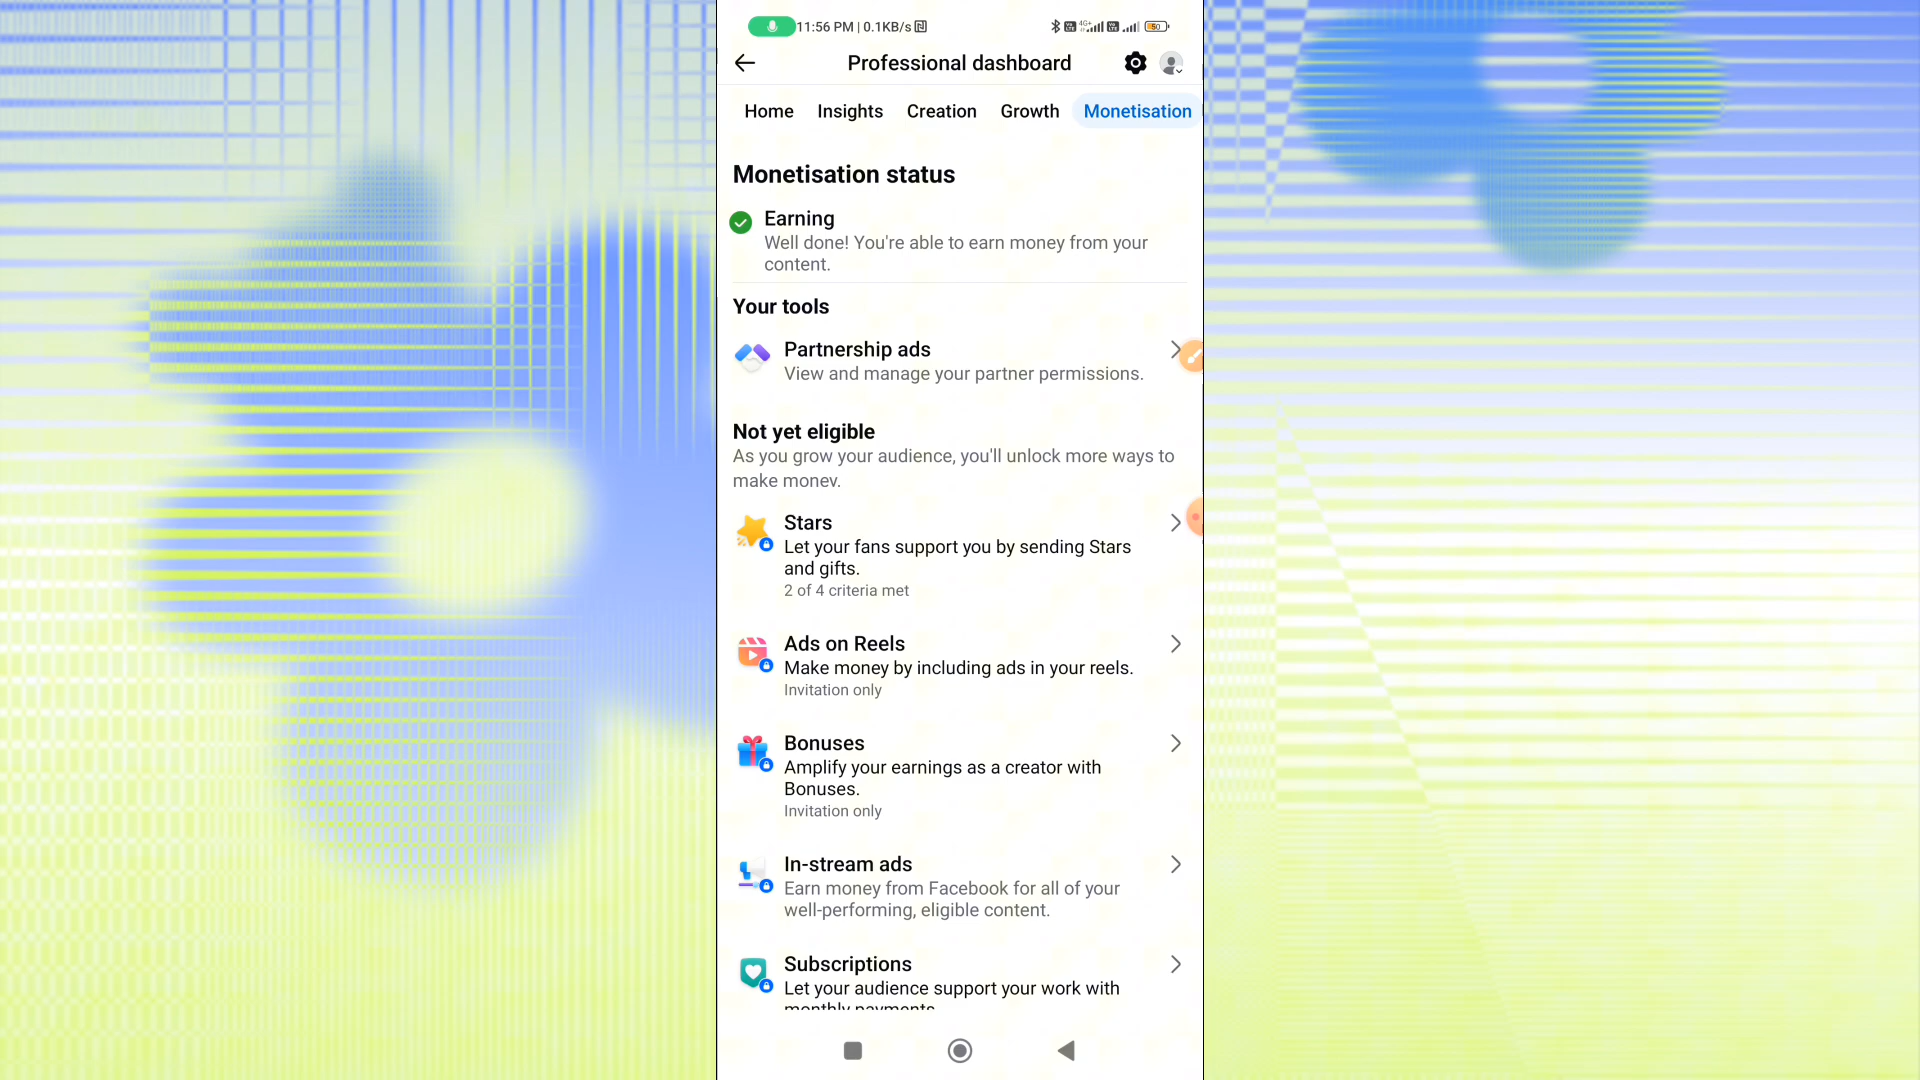 11:56 PM | 0.1KB/s
4G+
50
Professional dashboard
Home Insights Creation Growth Monetisation
Monetisation status
Earning
Well done! You're able to earn money from your
content.
Your tools
Partnership ads
View and manage your partner permissions.
Not yet eligible
As you grow your audience, you'll unlock more ways to
make money.
Stars
Let your fans support you by sending Stars
and gifts.
2 of 4 criteria met
Ads on Reels
Make money by including ads in your reels.
Invitation only
Bonuses
Amplify your earnings as a creator with
Bonuses.
Invitation only
In-stream ads
Earn money from Facebook for all of your
well-performing, eligible content.
Subscriptions
Let your audience support your work with
monthly payments